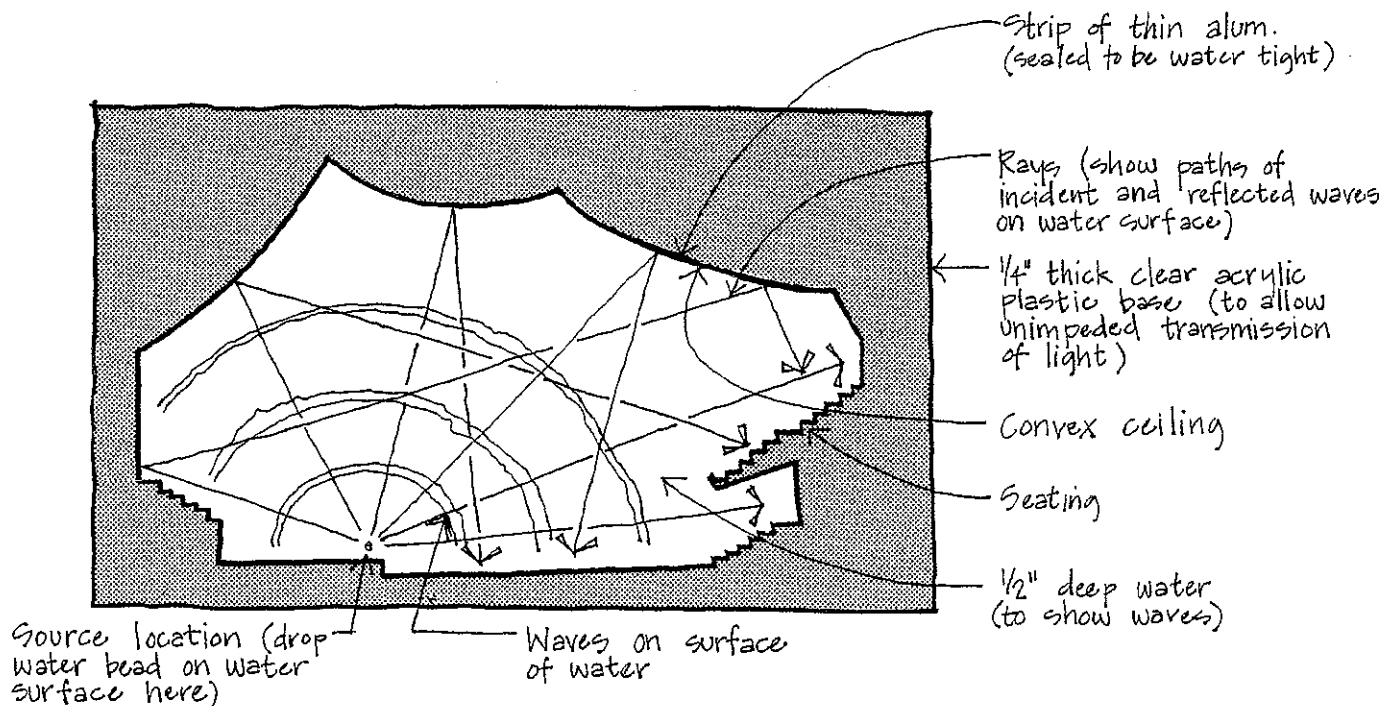 Strip of thin alum.
(sealed to be water tight)
Rays (show paths of
incident and reflected waves
on water surface)
1/4" thick clear acrylic
plastic base (to allow
unimpeded transmission
of light)
Convex ceiling
Seating
1/2" deep water
(to show waves)
Source location (drop
water bead on water
surface here)
Waves on surface
of water